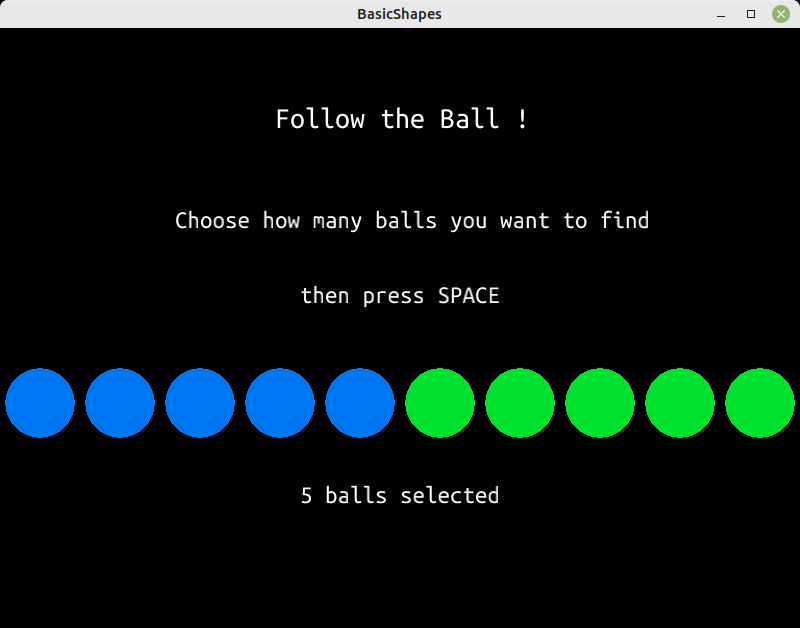 BasicShapes
Follow the Ball !
Choose how many balls you want to find
then press SPACE
5 balls selected